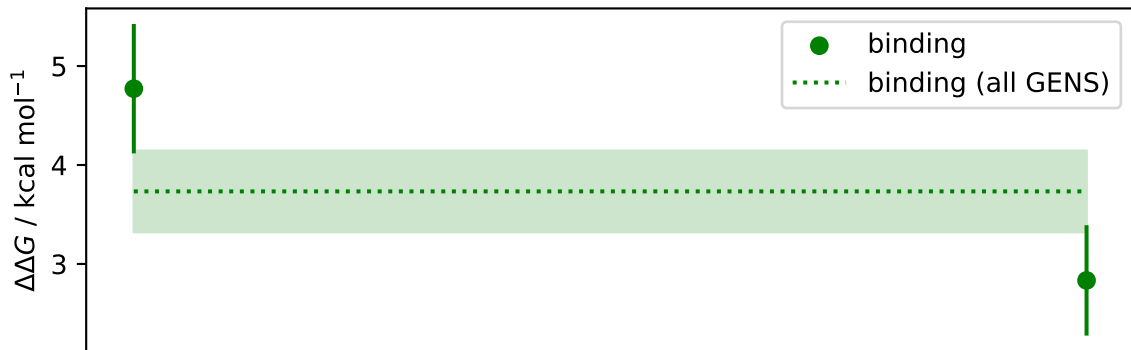 ΔΔG / kcal mol⁻¹
5
4
3
binding
binding (all GENS)